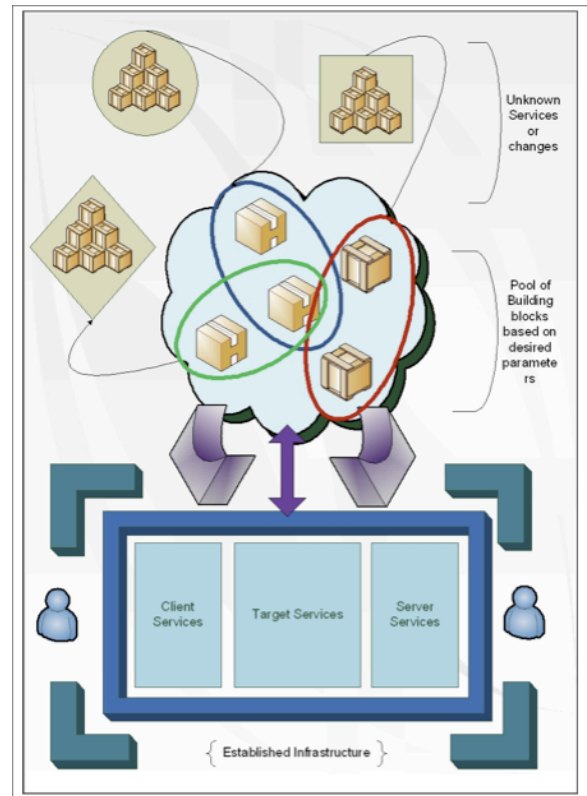 Unknown
Services
or
changes
Pool of
Building
blocks
based on
desired
paramete
rs
Client
Services
Target Services
Server
Services
Established Infrastructure